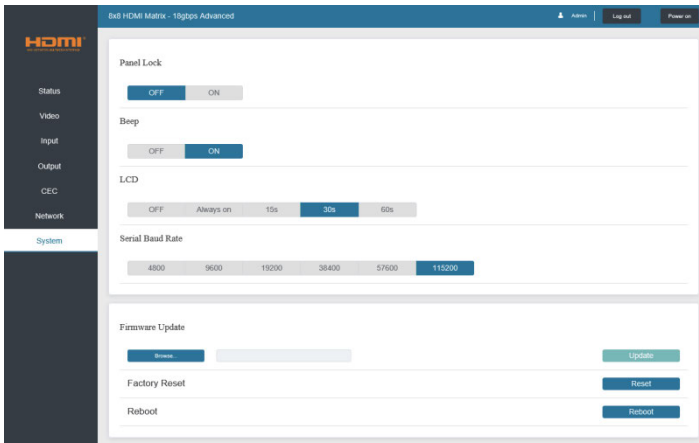 8x8 HDMI Matrix - 18gbps Advanced
Admin
Log out
Power on
HDMI
Status
Video
Input
Output
CEC
Network
System
Panel Lock
OFF ON
Beep
OFF ON
LCD
OFF Always on 15s 30s 60s
Serial Baud Rate
4800 9600 19200 38400 57600 115200
Firmware Update
Browse... Update
Factory Reset Reset
Reboot Reboot